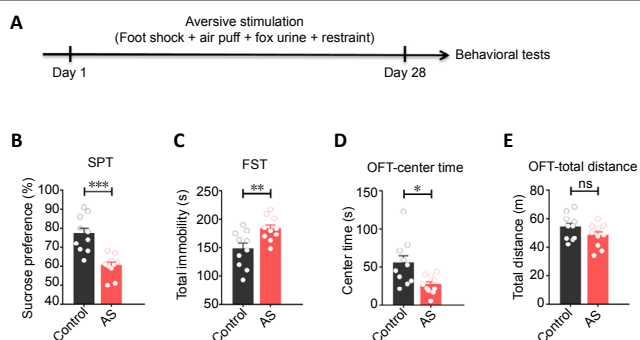 A
Aversive stimulation
(Foot shock + air puff + fox urine + restraint)
Behavioral tests
Day 1
Day 28
B
SPT
Sucrose preference (%)
100
90
80
70
60
50
40
***
Control
AS
C
FST
Total immobility (s)
250
200
150
100
50
**
Control
AS
D
OFT-center time
Center time (s)
150
100
50
0
*
Control
AS
E
OFT-total distance
Total distance (m)
80
60
40
20
0
ns
Control
AS